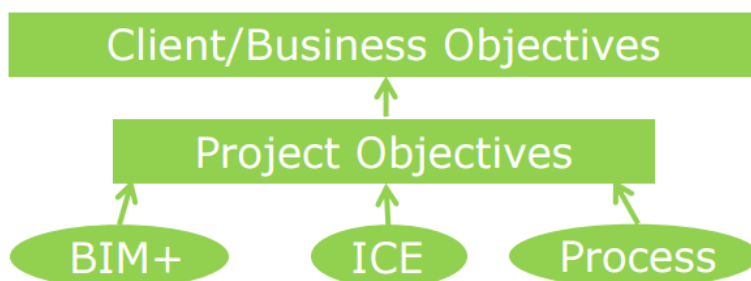 Client/Business Objectives
Project Objectives
BIM+ ICE Process